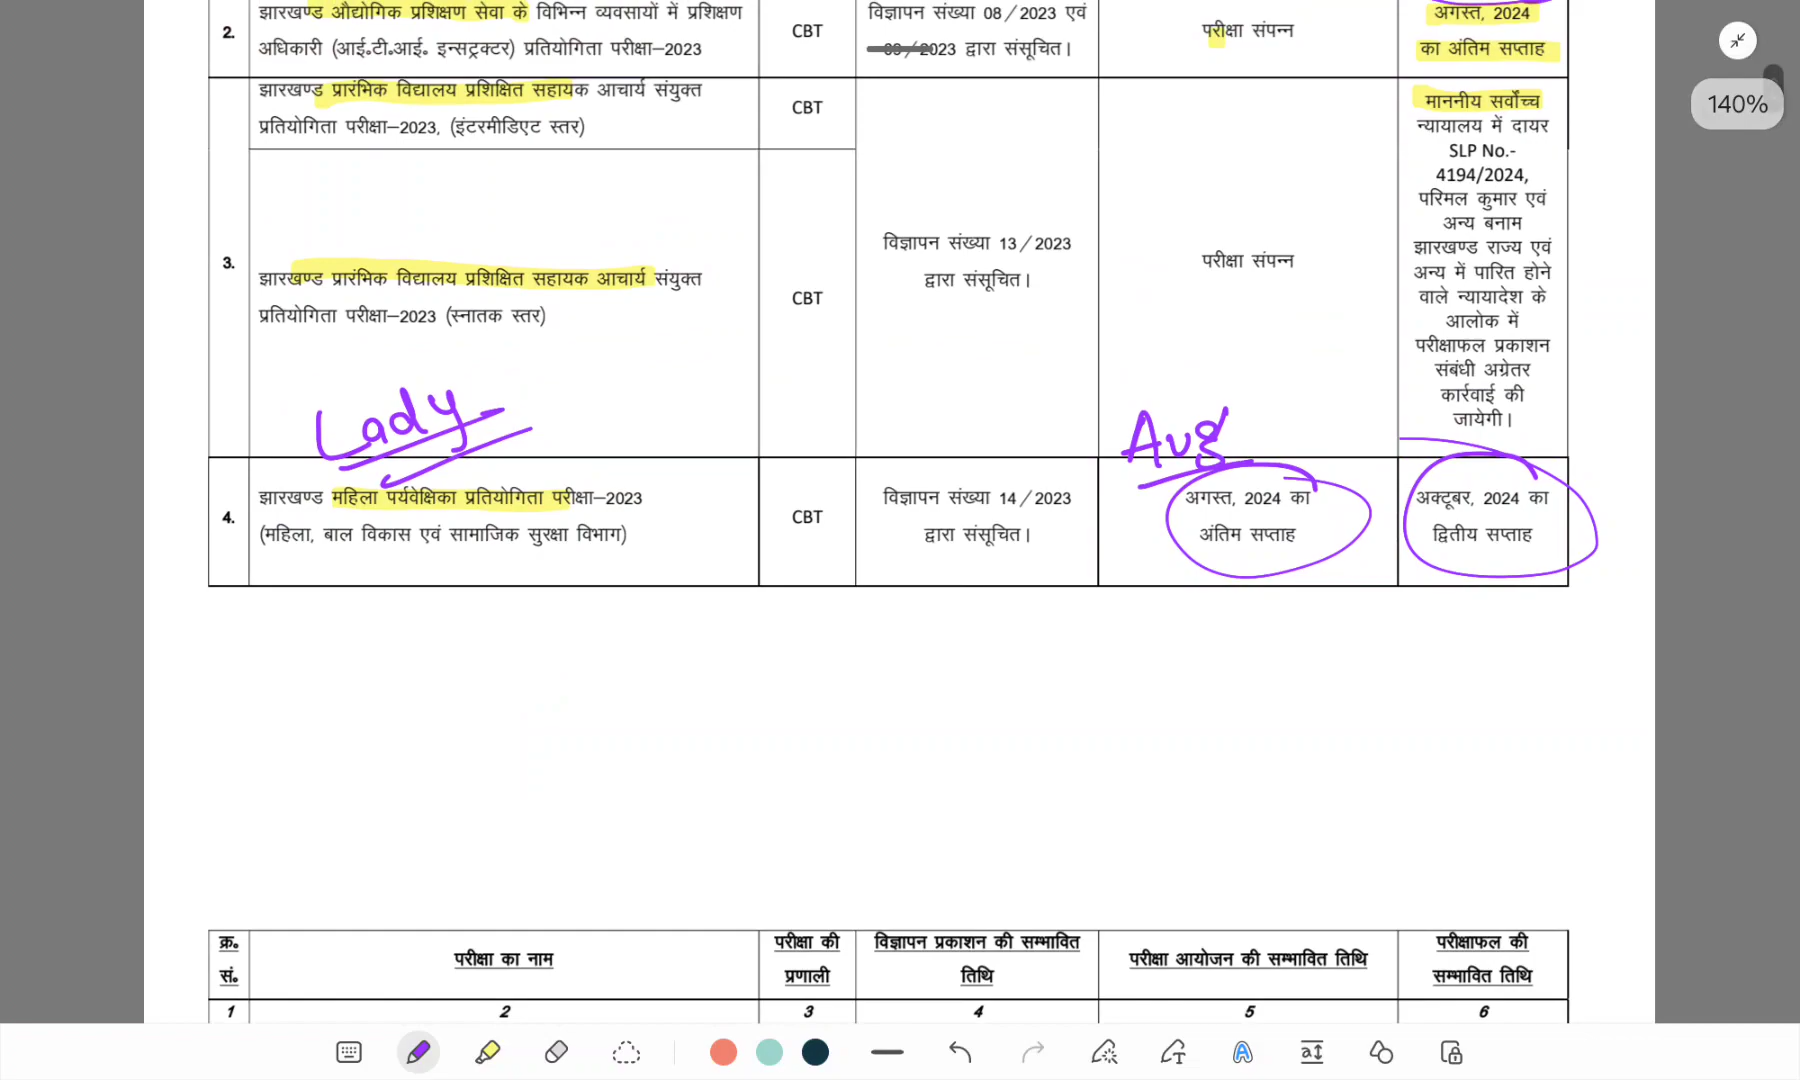 2.
झारखण्ड औद्योगिक प्रशिक्षण सेवा के विभिन्न व्यवसायों में प्रशिक्षण
अधिकारी (आई॰टी॰आई॰ इन्सट्रक्टर) प्रतियोगिता परीक्षा–2023
CBT
विज्ञापन संख्या 08/2023 एवं
09/2023 द्वारा संसूचित।
परीक्षा संपन्न
अगस्त, 2024
का अंतिम सप्ताह
3.
झारखण्ड प्रारंभिक विद्यालय प्रशिक्षित सहायक आचार्य संयुक्त
प्रतियोगिता परीक्षा–2023, (इंटरमीडिएट स्तर)
CBT
झारखण्ड प्रारंभिक विद्यालय प्रशिक्षित सहायक आचार्य संयुक्त
प्रतियोगिता परीक्षा–2023 (स्नातक स्तर)
CBT
विज्ञापन संख्या 13/2023
द्वारा संसूचित।
परीक्षा संपन्न
माननीय सर्वोच्च
न्यायालय में दायर
SLP No.-
4194/2024,
परिमल कुमार एवं
अन्य बनाम
झारखण्ड राज्य एवं
अन्य में पारित होने
वाले न्यायादेश के
आलोक में
परीक्षाफल प्रकाशन
संबंधी अग्रेतर
कार्रवाई की
जायेगी।
Lady
Aug
4.
झारखण्ड महिला पर्यवेक्षिका प्रतियोगिता परीक्षा–2023
(महिला, बाल विकास एवं सामाजिक सुरक्षा विभाग)
CBT
विज्ञापन संख्या 14/2023
द्वारा संसूचित।
अगस्त, 2024 का
अंतिम सप्ताह
अक्टूबर, 2024 का
द्वितीय सप्ताह
क्र॰
सं॰
परीक्षा का नाम
परीक्षा की
प्रणाली
विज्ञापन प्रकाशन की सम्भावित
तिथि
परीक्षा आयोजन की सम्भावित तिथि
परीक्षाफल की
सम्भावित तिथि
1 2 3 4 5 6
140%